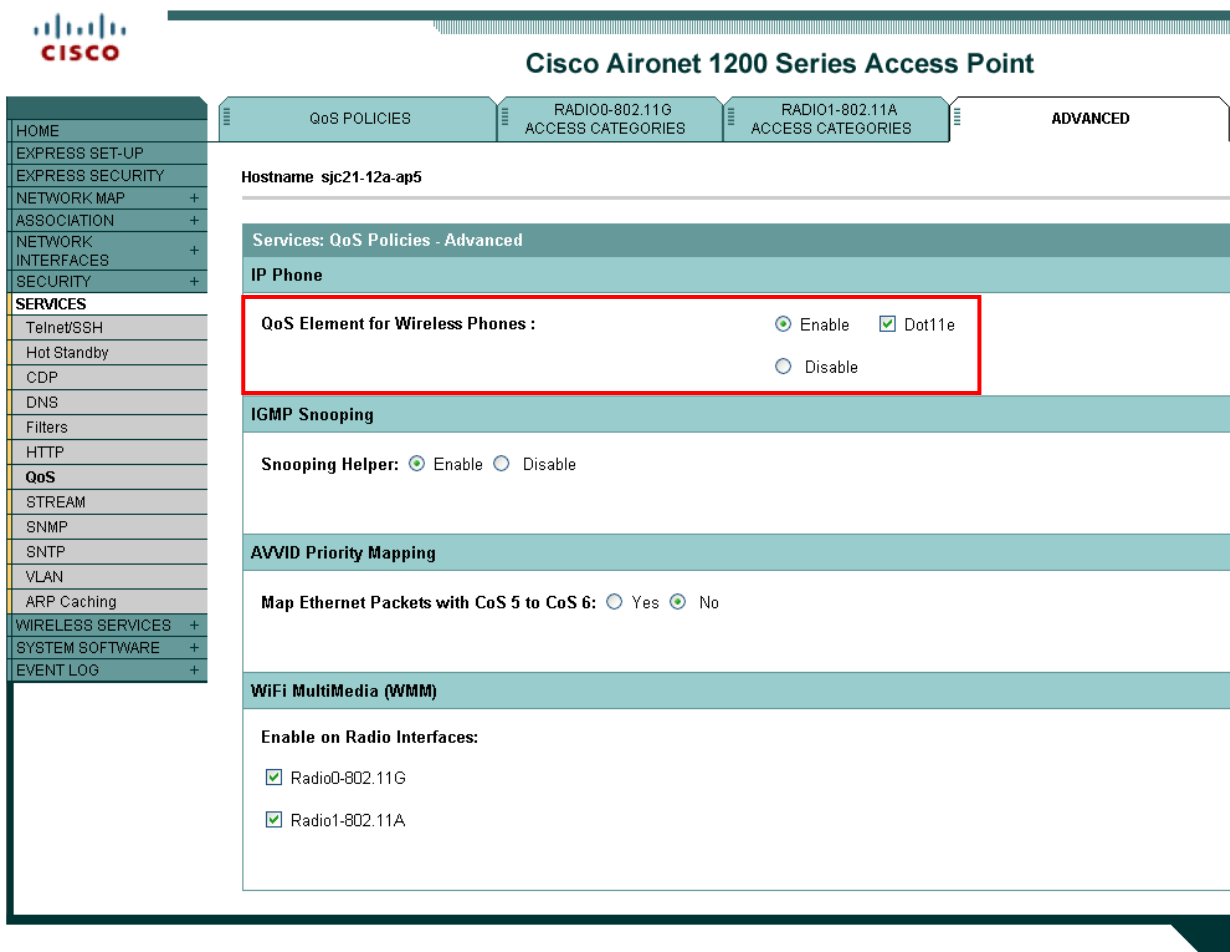 CISCO
Cisco Aironet 1200 Series Access Point
QoS POLICIES
RADIO0-802.11G
ACCESS CATEGORIES
RADIO1-802.11A
ACCESS CATEGORIES
ADVANCED
HOME
EXPRESS SET-UP
EXPRESS SECURITY
NETWORK MAP +
ASSOCIATION +
NETWORK
INTERFACES +
SECURITY +
SERVICES
Telnet/SSH
Hot Standby
CDP
DNS
Filters
HTTP
QoS
STREAM
SNMP
SNTP
VLAN
ARP Caching
WIRELESS SERVICES +
SYSTEM SOFTWARE +
EVENT LOG +
Hostname sjc21-12a-ap5
Services: QoS Policies - Advanced
IP Phone
QoS Element for Wireless Phones : Enable Dot11e
Disable
IGMP Snooping
Snooping Helper: Enable Disable
AVVID Priority Mapping
Map Ethernet Packets with CoS 5 to CoS 6: Yes No
WiFi MultiMedia (WMM)
Enable on Radio Interfaces:
Radio0-802.11G
Radio1-802.11A